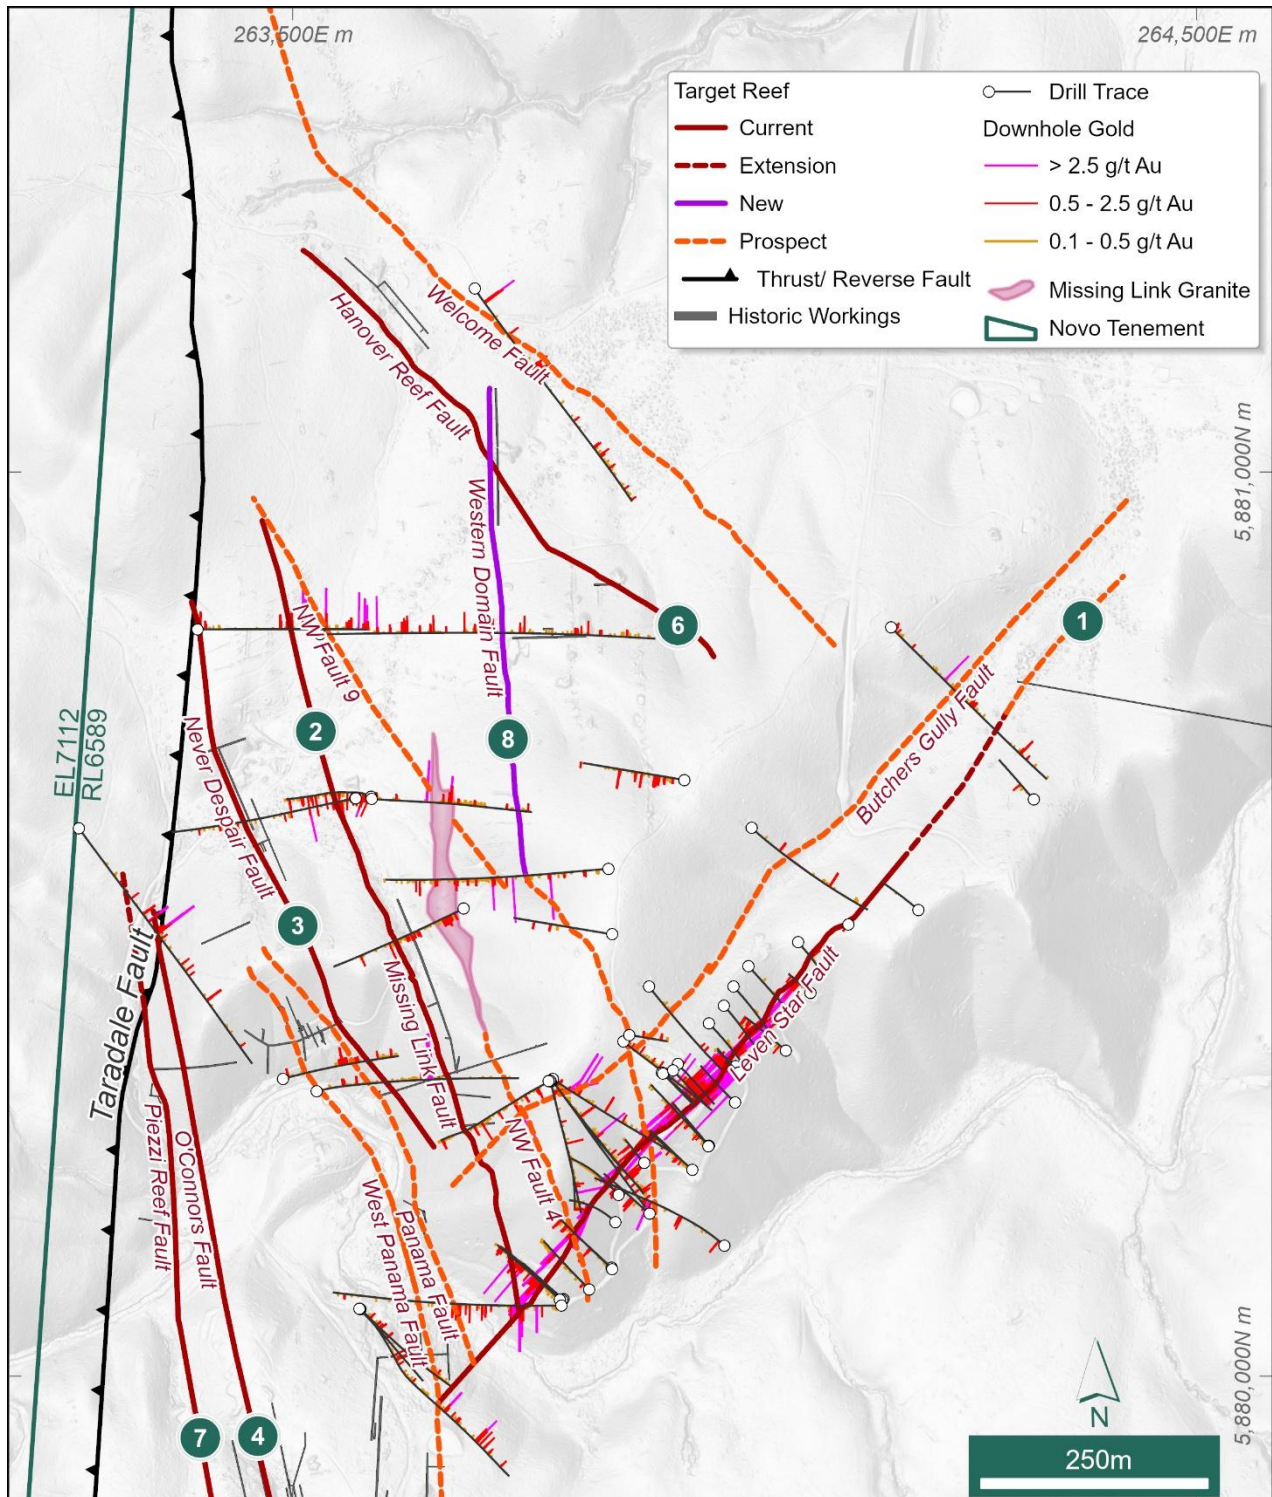 263,500E m
264,500E m
Target Reef
Current
Extension
New
Prospect
Thrust/ Reverse Fault
Historic Workings
Drill Trace
Downhole Gold
> 2.5 g/t Au
0.5 - 2.5 g/t Au
0.1 - 0.5 g/t Au
Missing Link Granite
Novo Tenement
Welcome Fault
Hanover Reef Fault
5,881,000N m
Western Domain Fault
NW Fault 9
6
1
2
8
Never Despair Fault
EL7112
RL6589
Butchers Gully Fault
3
Missing Link Fault
Taradale Fault
Leven Star Fault
Piezzi Reef Fault
O'Connors Fault
NW Fault 4
West Panama Fault
Panama Fault
5,880,000N m
7
4
N
250m